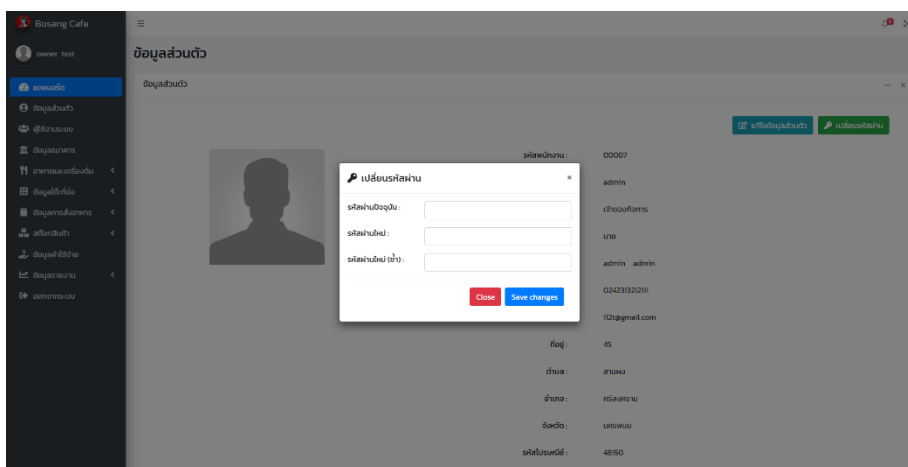 Bosang Cafe
owner test
ข้อมูลส่วนตัว
แดชบอร์ด
ข้อมูลส่วนตัว
ข้อมูลส่วนตัว
ผู้ใช้งานระบบ
ข้อมูลธนาคาร
อาหารและเครื่องดื่ม
ข้อมูลโต๊ะที่นั่ง
ข้อมูลการสั่งอาหาร
สต็อกสินค้า
ข้อมูลค่าใช้จ่าย
ข้อมูลรายงาน
ออกจากระบบ
แก้ไขข้อมูลส่วนตัว
เปลี่ยนรหัสผ่าน
รหัสพนักงาน : 00007
admin
เจ้าของกิจการ
นาย
admin admin
112t@gmail.com
ที่อยู่ : 45
ตำบล : สามผง
อำเภอ : ศรีสงคราม
จังหวัด : นครพนม
รหัสไปรษณีย์ : 48150
เปลี่ยนรหัสผ่าน
×
รหัสผ่านปัจจุบัน :
รหัสผ่านใหม่ :
รหัสผ่านใหม่ (ซ้ำ) :
Close
Save changes